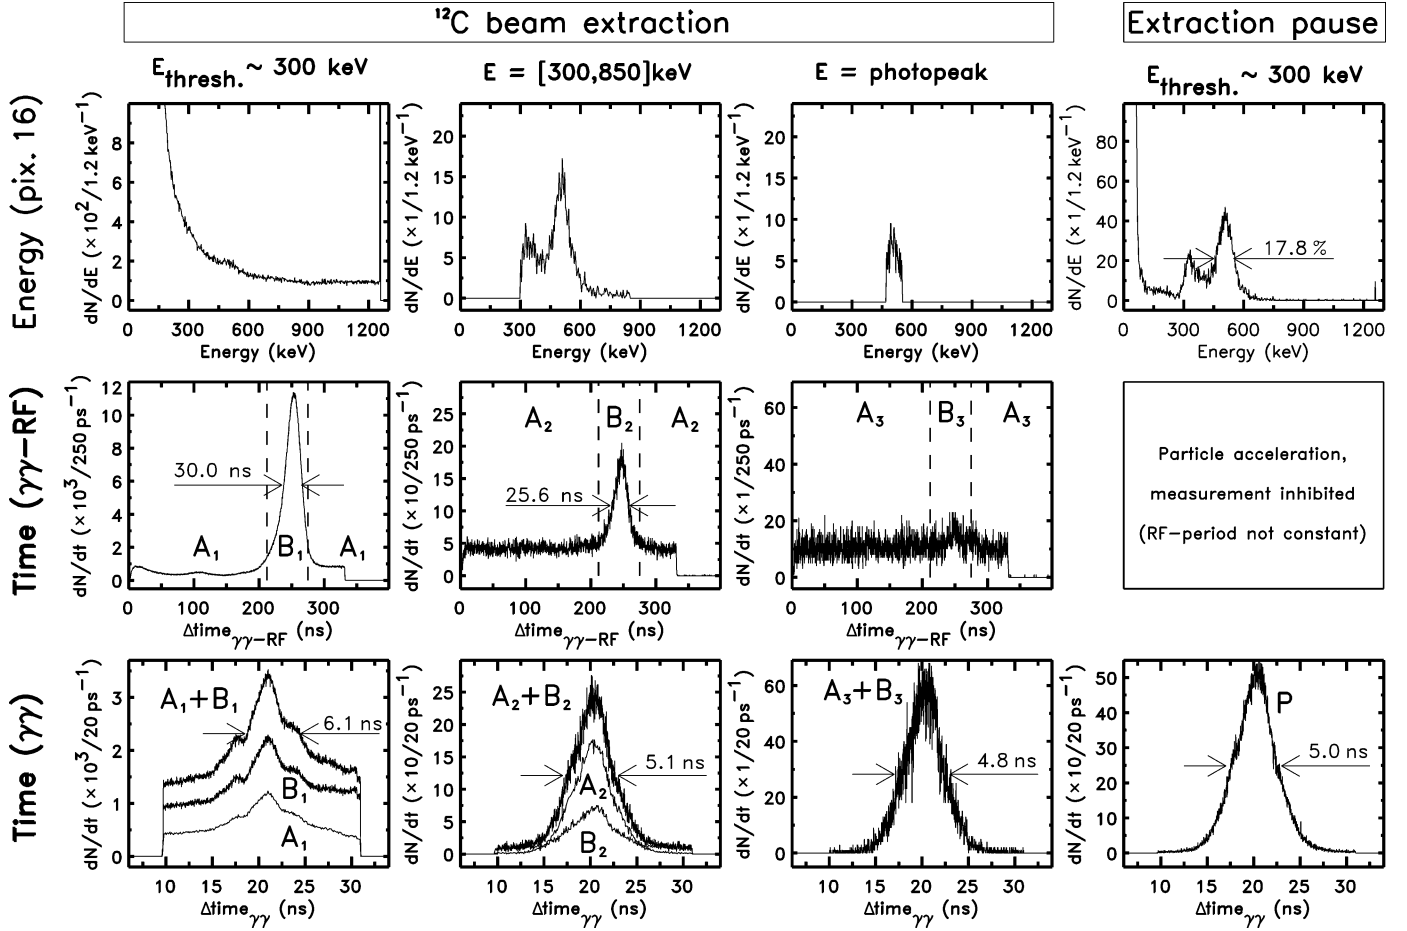 ¹²C beam extraction
Extraction pause
E_thresh. ~ 300 keV
E = [300,850]keV
E = photopeak
E_thresh. ~ 300 keV
Energy (pix. 16)
dN/dE (×10²/1.2 keV⁻¹)
8
6
4
2
0
0 300 600 900 1200
Energy (keV)
dN/dE (×1/1.2 keV⁻¹)
20
15
10
5
0
0 300 600 900 1200
Energy (keV)
dN/dE (×1/1.2 keV⁻¹)
20
15
10
5
0
0 300 600 900 1200
Energy (keV)
dN/dE (×1/1.2 keV⁻¹)
80
60
40
20
0
17.8 %
0 300 600 900 1200
Energy (keV)
Time (γγ−RF)
dN/dt (×10³/250 ps⁻¹)
12
10
8
6
4
2
0
30.0 ns
A₁ B₁ A₁
0 100 200 300
Δtime_γγ−RF (ns)
dN/dt (×10/250 ps⁻¹)
25
20
15
10
5
0
A₂ B₂ A₂
25.6 ns
0 100 200 300
Δtime_γγ−RF (ns)
dN/dt (×1/250 ps⁻¹)
60
40
20
0
A₃ B₃ A₃
0 100 200 300
Δtime_γγ−RF (ns)
Particle acceleration,
measurement inhibited
(RF−period not constant)
Time (γγ)
dN/dt (×10³/20 ps⁻¹)
3
2
1
0
A₁+B₁
6.1 ns
B₁
A₁
10 15 20 25 30
Δtime_γγ (ns)
dN/dt (×10/20 ps⁻¹)
25
20
15
10
5
0
A₂+B₂
5.1 ns
A₂
B₂
10 15 20 25 30
Δtime_γγ (ns)
dN/dt (×1/20 ps⁻¹)
60
40
20
0
A₃+B₃
4.8 ns
10 15 20 25 30
Δtime_γγ (ns)
dN/dt (×10/20 ps⁻¹)
50
40
30
20
10
0
P
5.0 ns
10 15 20 25 30
Δtime_γγ (ns)